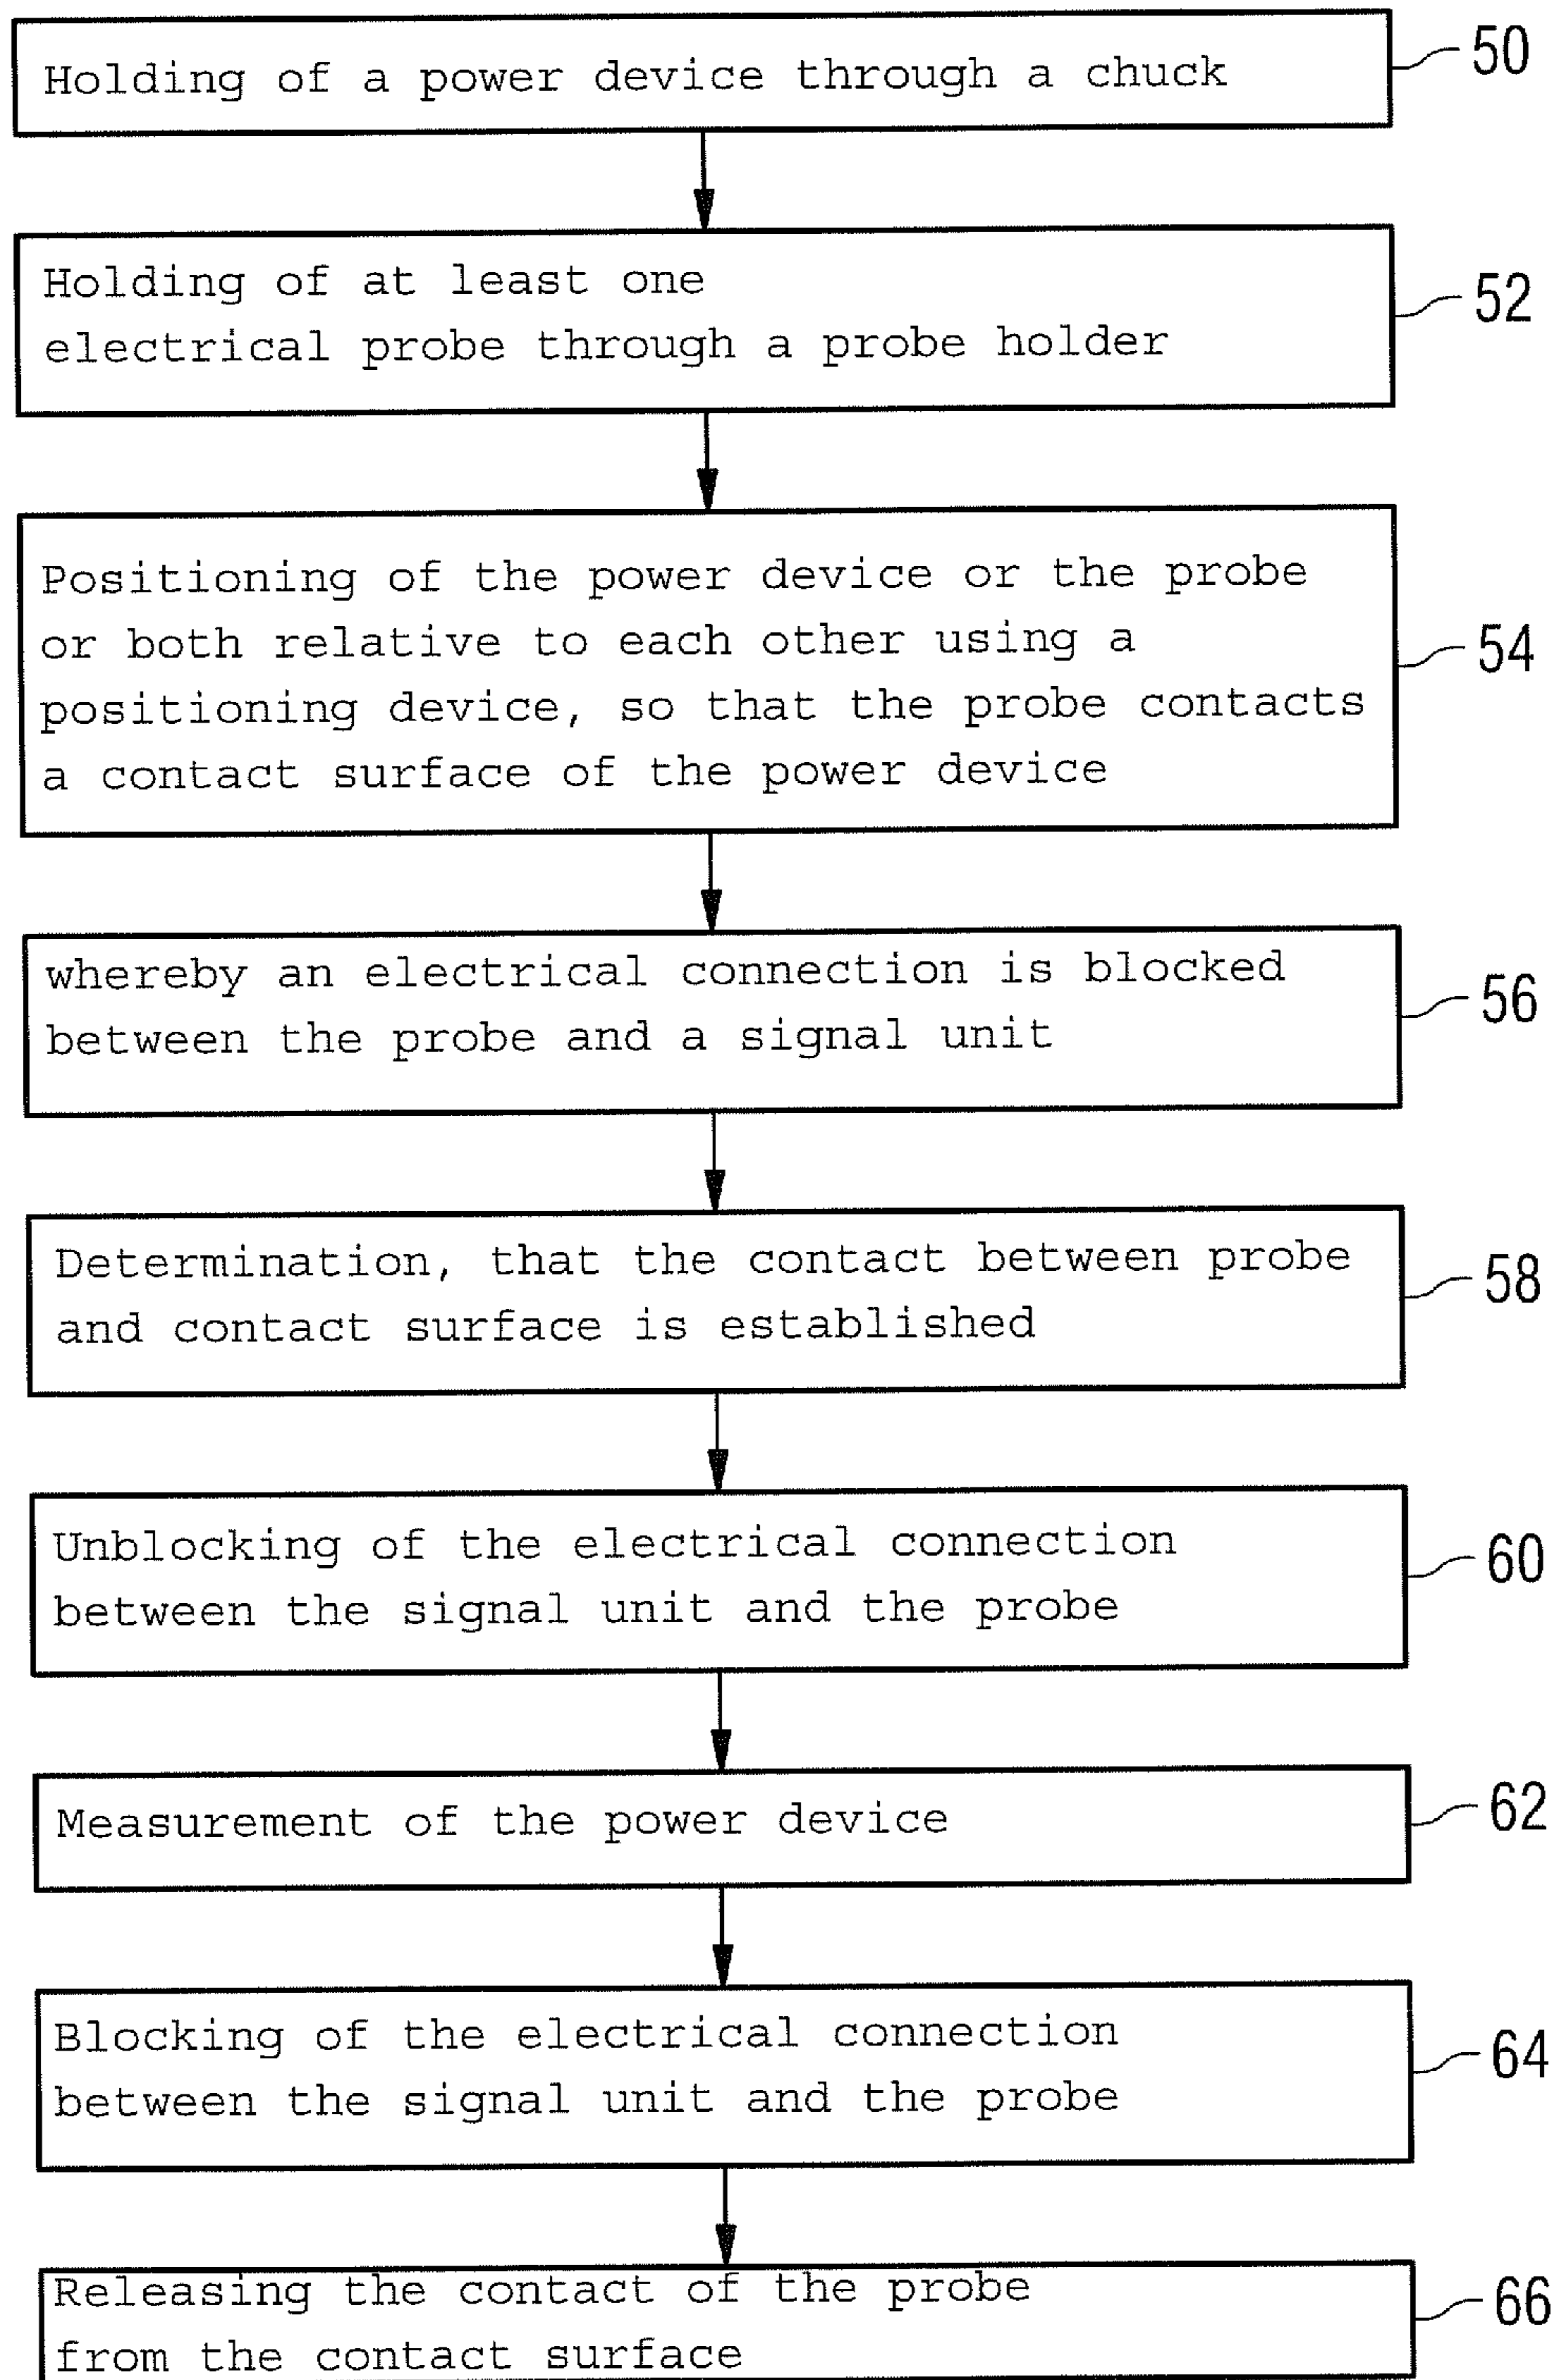 Holding of a power device through a chuck
50
Holding of at least one
electrical probe through a probe holder
52
Positioning of the power device or the probe
or both relative to each other using a
positioning device, so that the probe contacts
a contact surface of the power device
54
whereby an electrical connection is blocked
between the probe and a signal unit
56
Determination, that the contact between probe
and contact surface is established
58
Unblocking of the electrical connection
between the signal unit and the probe
60
Measurement of the power device
62
Blocking of the electrical connection
between the signal unit and the probe
64
Releasing the contact of the probe
from the contact surface
66